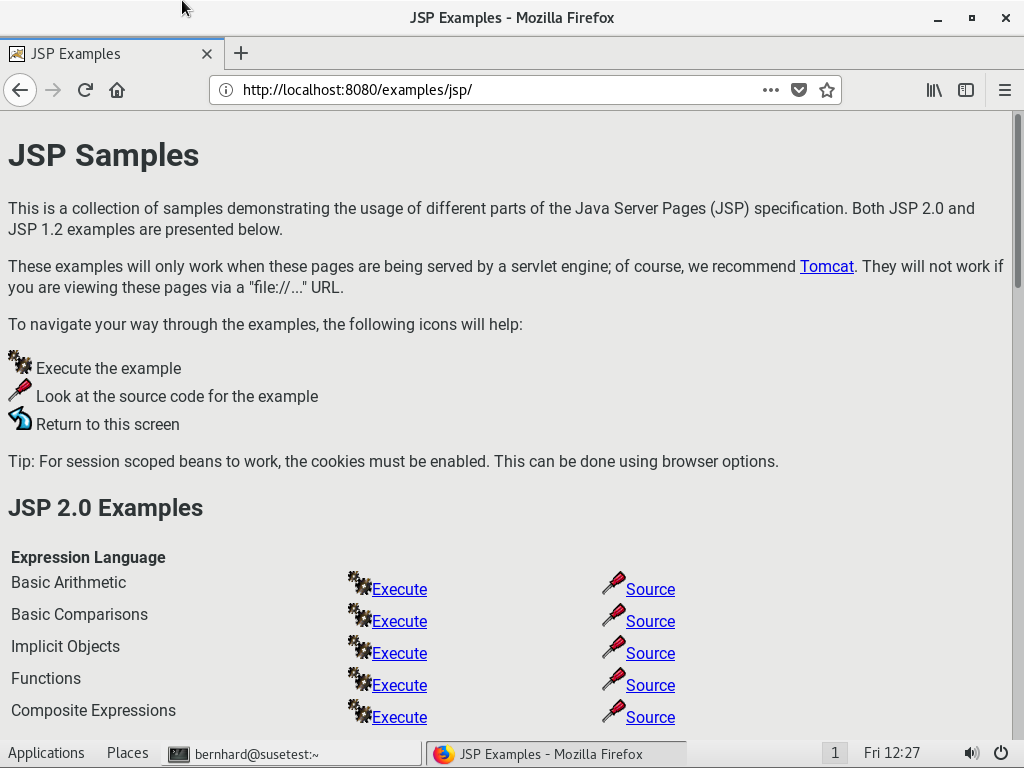 JSP Examples - Mozilla Firefox
JSP Examples
http://localhost:8080/examples/jsp/
JSP Samples
This is a collection of samples demonstrating the usage of different parts of the Java Server Pages (JSP) specification. Both JSP 2.0 and
JSP 1.2 examples are presented below.
These examples will only work when these pages are being served by a servlet engine; of course, we recommend Tomcat. They will not work if
you are viewing these pages via a "file://..." URL.
To navigate your way through the examples, the following icons will help:
Execute the example
Look at the source code for the example
Return to this screen
Tip: For session scoped beans to work, the cookies must be enabled. This can be done using browser options.
JSP 2.0 Examples
Expression Language
Basic Arithmetic Execute Source
Basic Comparisons Execute Source
Implicit Objects Execute Source
Functions Execute Source
Composite Expressions Execute Source
Applications Places bernhard@susetest:~ JSP Examples - Mozilla Firefox 1 Fri 12:27